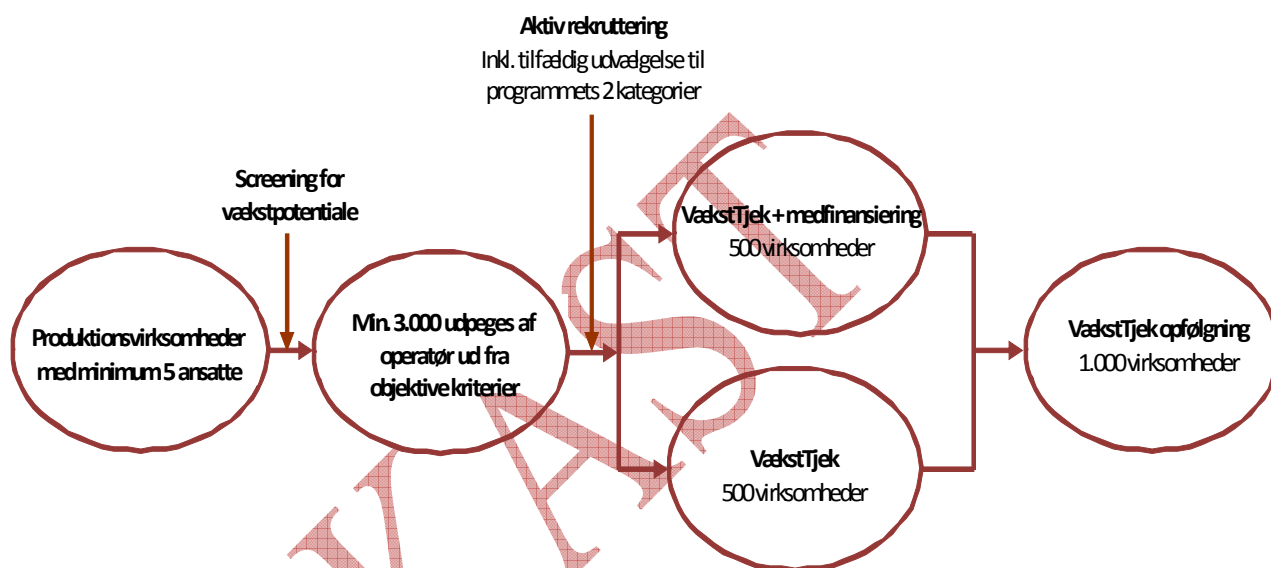 Aktiv rekruttering
Inkl. tilfældig udvælgelse til
programmets 2 kategorier
Screening for
vækstpotentiale
Produktionsvirksomheder
med minimum 5 ansatte
Min. 3.000 udpeges af
operatør ud fra
objektive kriterier
VækstTjek + medfinansiering
500 virksomheder
VækstTjek
500 virksomheder
VækstTjek opfølgning
1.000 virksomheder
KAST